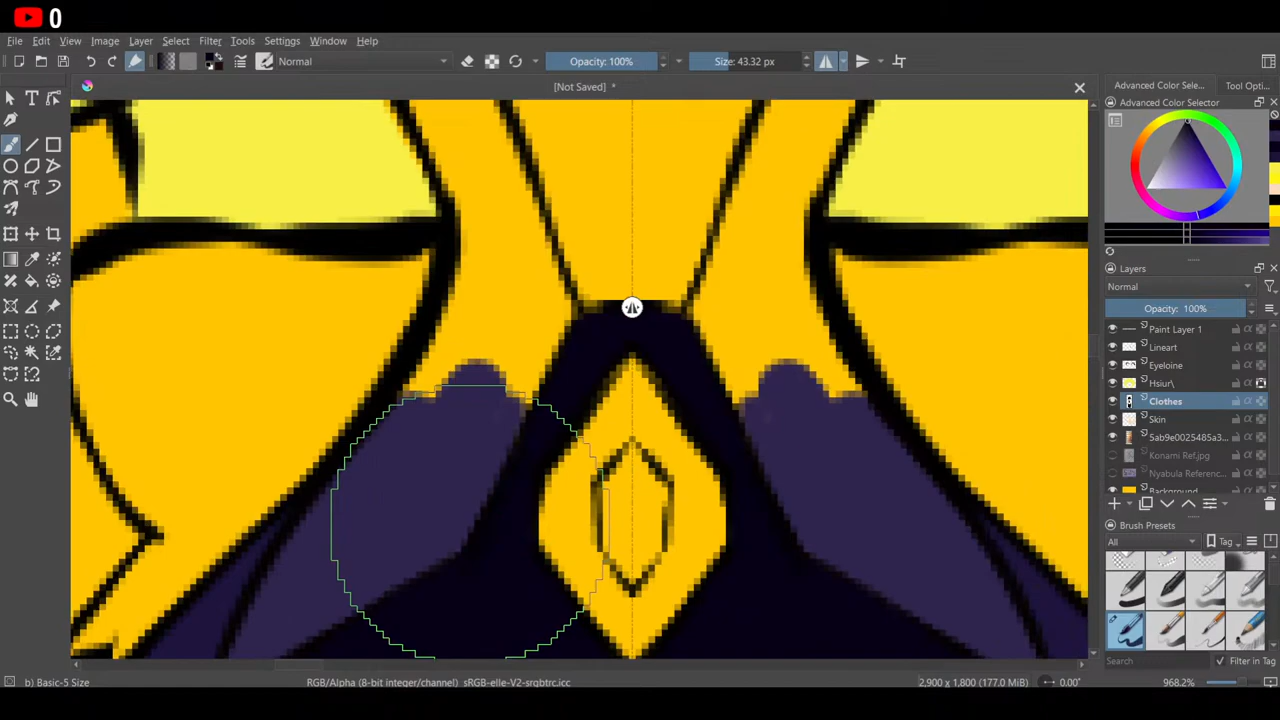 0
File Edit View Image Layer Select Filter Tools Settings Window Help
Normal Opacity: 100% Size: 43.32 px
[Not Saved] *
Advanced Color Sele... Tool Opti...
Advanced Color Selector
Layers
Normal
Opacity: 100%
Paint Layer 1
Lineart
Eyeloine
Hsiur\
Clothes
Skin
5ab9e0025485a3...
Konami Ref.jpg
Nyabula Referenc...
Background
Brush Presets
All Tag
Search Filter in Tag
b) Basic-5 Size RGB/Alpha (8-bit integer/channel) sRGB-elle-V2-srgbtrc.icc 2,900 x 1,800 (177.0 MiB) 0.00° 968.2%